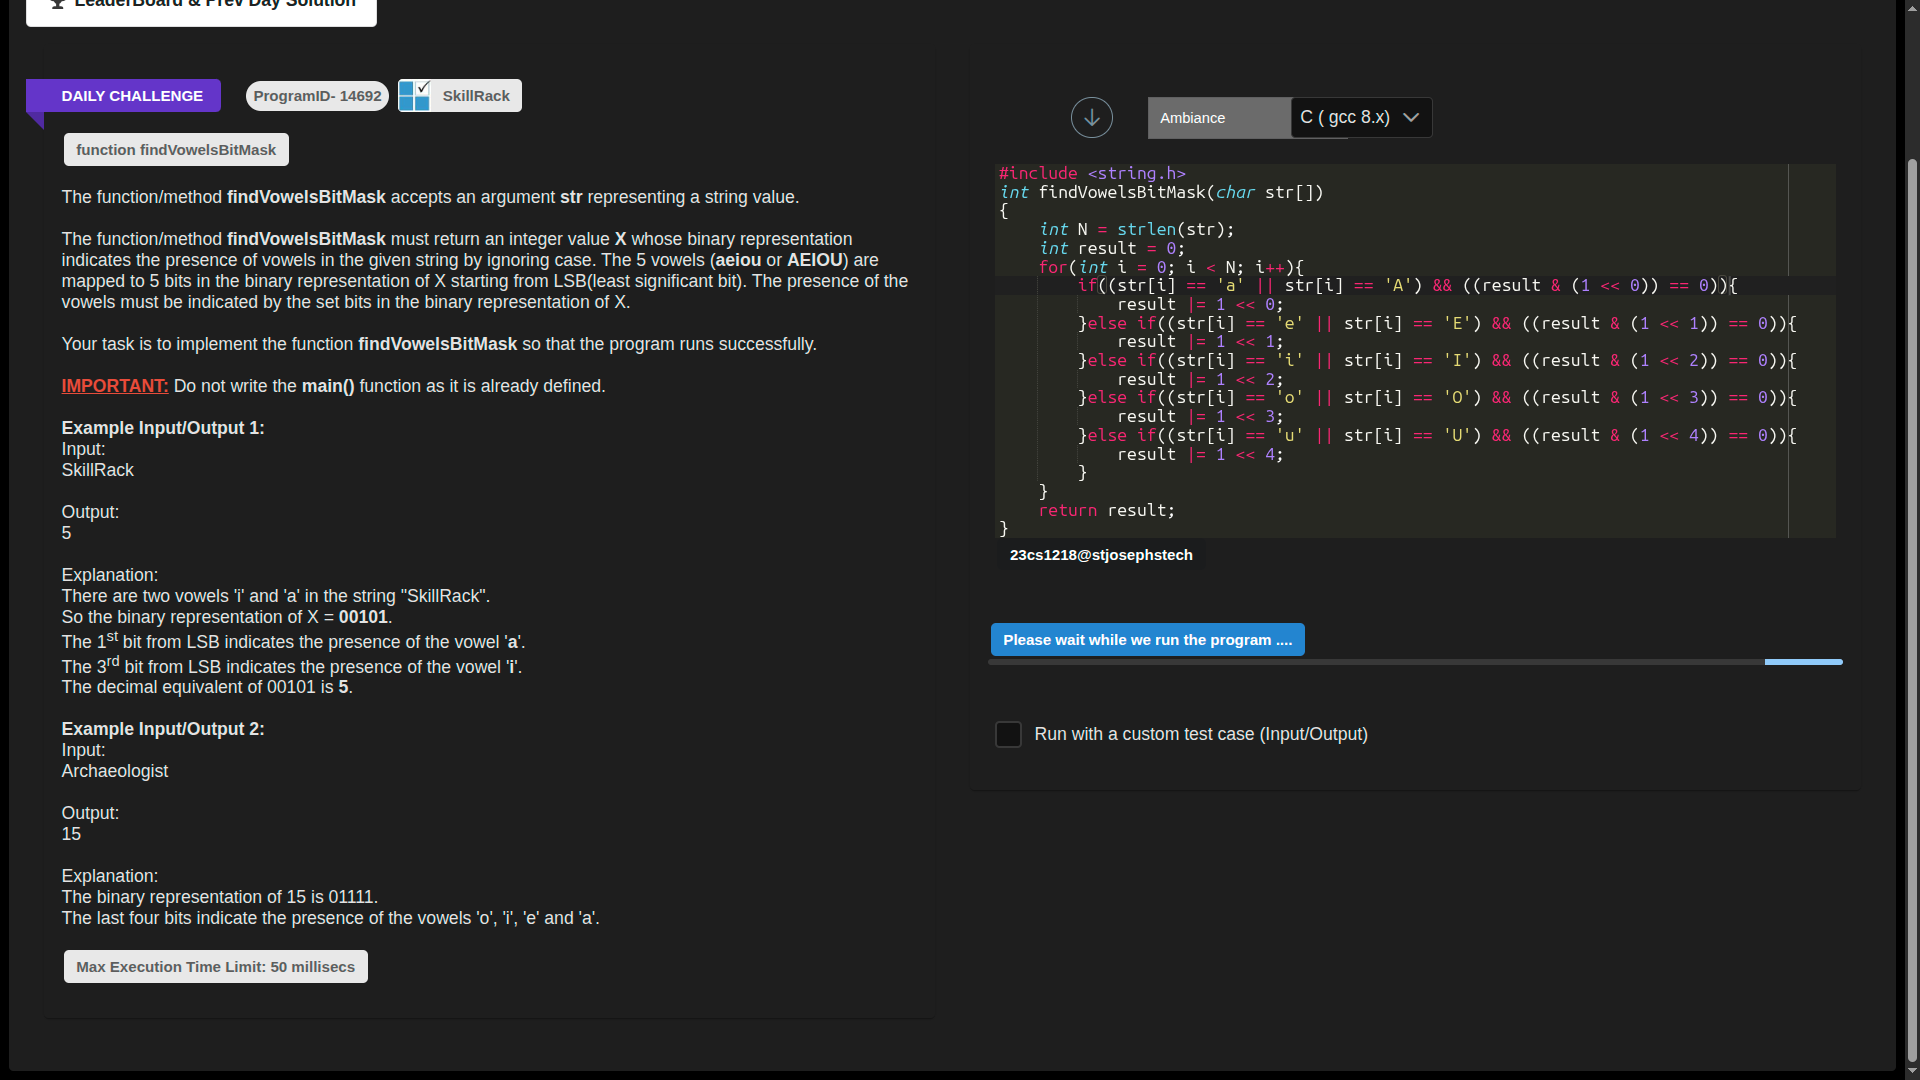 LeaderBoard & Prev Day Solution
DAILY CHALLENGE
ProgramID- 14692
SkillRack
function findVowelsBitMask
The function/method findVowelsBitMask accepts an argument str representing a string value.
The function/method findVowelsBitMask must return an integer value X whose binary representation
indicates the presence of vowels in the given string by ignoring case. The 5 vowels (aeiou or AEIOU) are
mapped to 5 bits in the binary representation of X starting from LSB(least significant bit). The presence of the
vowels must be indicated by the set bits in the binary representation of X.
Your task is to implement the function findVowelsBitMask so that the program runs successfully.
IMPORTANT: Do not write the main() function as it is already defined.
Example Input/Output 1:
Input:
SkillRack
Output:
5
Explanation:
There are two vowels 'i' and 'a' in the string "SkillRack".
So the binary representation of X = 00101.
The 1st bit from LSB indicates the presence of the vowel 'a'.
The 3rd bit from LSB indicates the presence of the vowel 'i'.
The decimal equivalent of 00101 is 5.
Example Input/Output 2:
Input:
Archaeologist
Output:
15
Explanation:
The binary representation of 15 is 01111.
The last four bits indicate the presence of the vowels 'o', 'i', 'e' and 'a'.
Max Execution Time Limit: 50 millisecs
Ambiance
C ( gcc 8.x)
#include <string.h>
int findVowelsBitMask(char str[])
{
    int N = strlen(str);
    int result = 0;
    for(int i = 0; i < N; i++){
        if((str[i] == 'a' || str[i] == 'A') && ((result & (1 << 0)) == 0)){
            result |= 1 << 0;
        }else if((str[i] == 'e' || str[i] == 'E') && ((result & (1 << 1)) == 0)){
            result |= 1 << 1;
        }else if((str[i] == 'i' || str[i] == 'I') && ((result & (1 << 2)) == 0)){
            result |= 1 << 2;
        }else if((str[i] == 'o' || str[i] == 'O') && ((result & (1 << 3)) == 0)){
            result |= 1 << 3;
        }else if((str[i] == 'u' || str[i] == 'U') && ((result & (1 << 4)) == 0)){
            result |= 1 << 4;
        }
    }
    return result;
}
23cs1218@stjosephstech
Please wait while we run the program ....
Run with a custom test case (Input/Output)